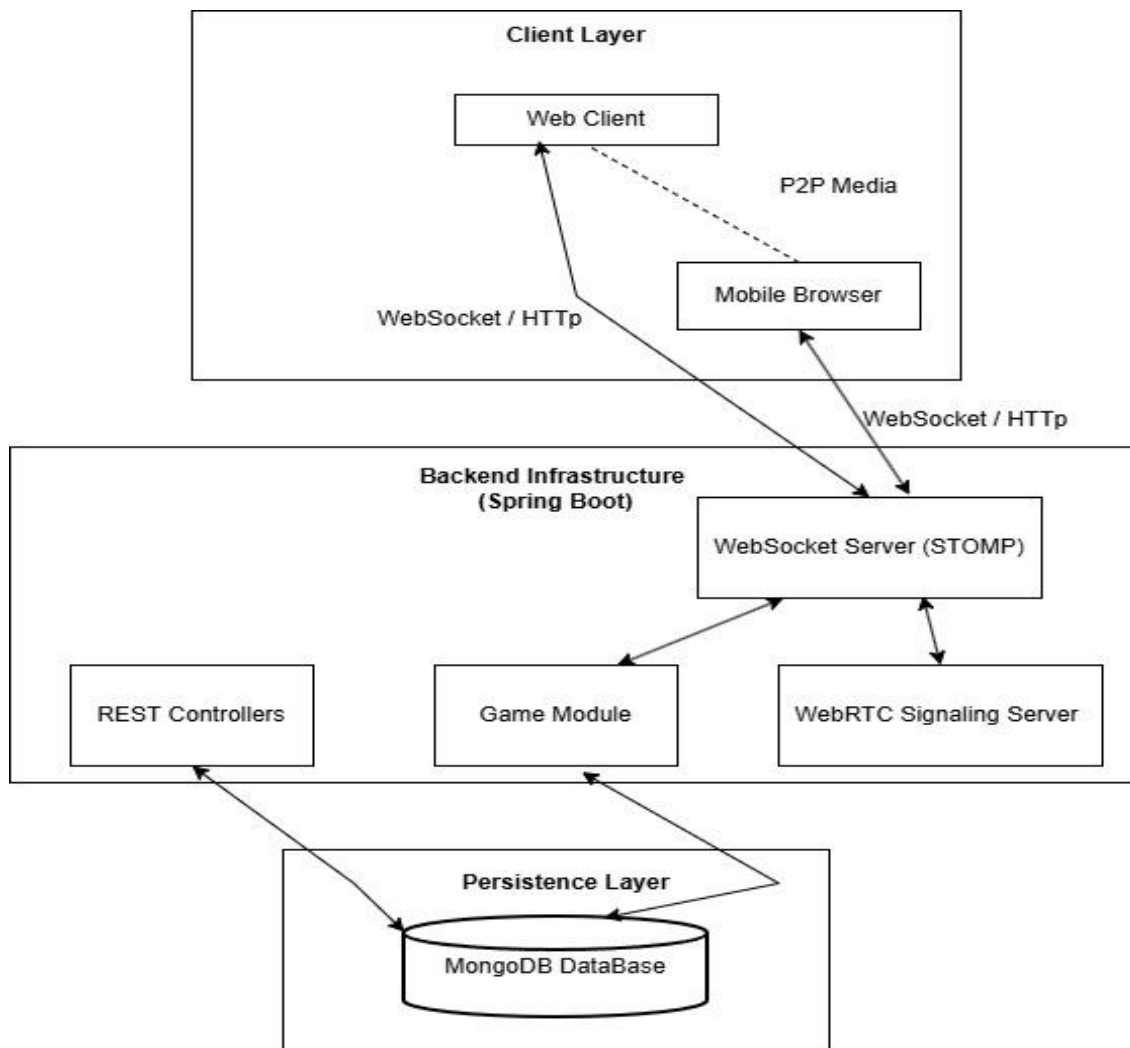 Client Layer
Web Client
P2P Media
Mobile Browser
WebSocket / HTTp
WebSocket / HTTp
Backend Infrastructure
(Spring Boot)
WebSocket Server (STOMP)
REST Controllers
Game Module
WebRTC Signaling Server
Persistence Layer
MongoDB DataBase